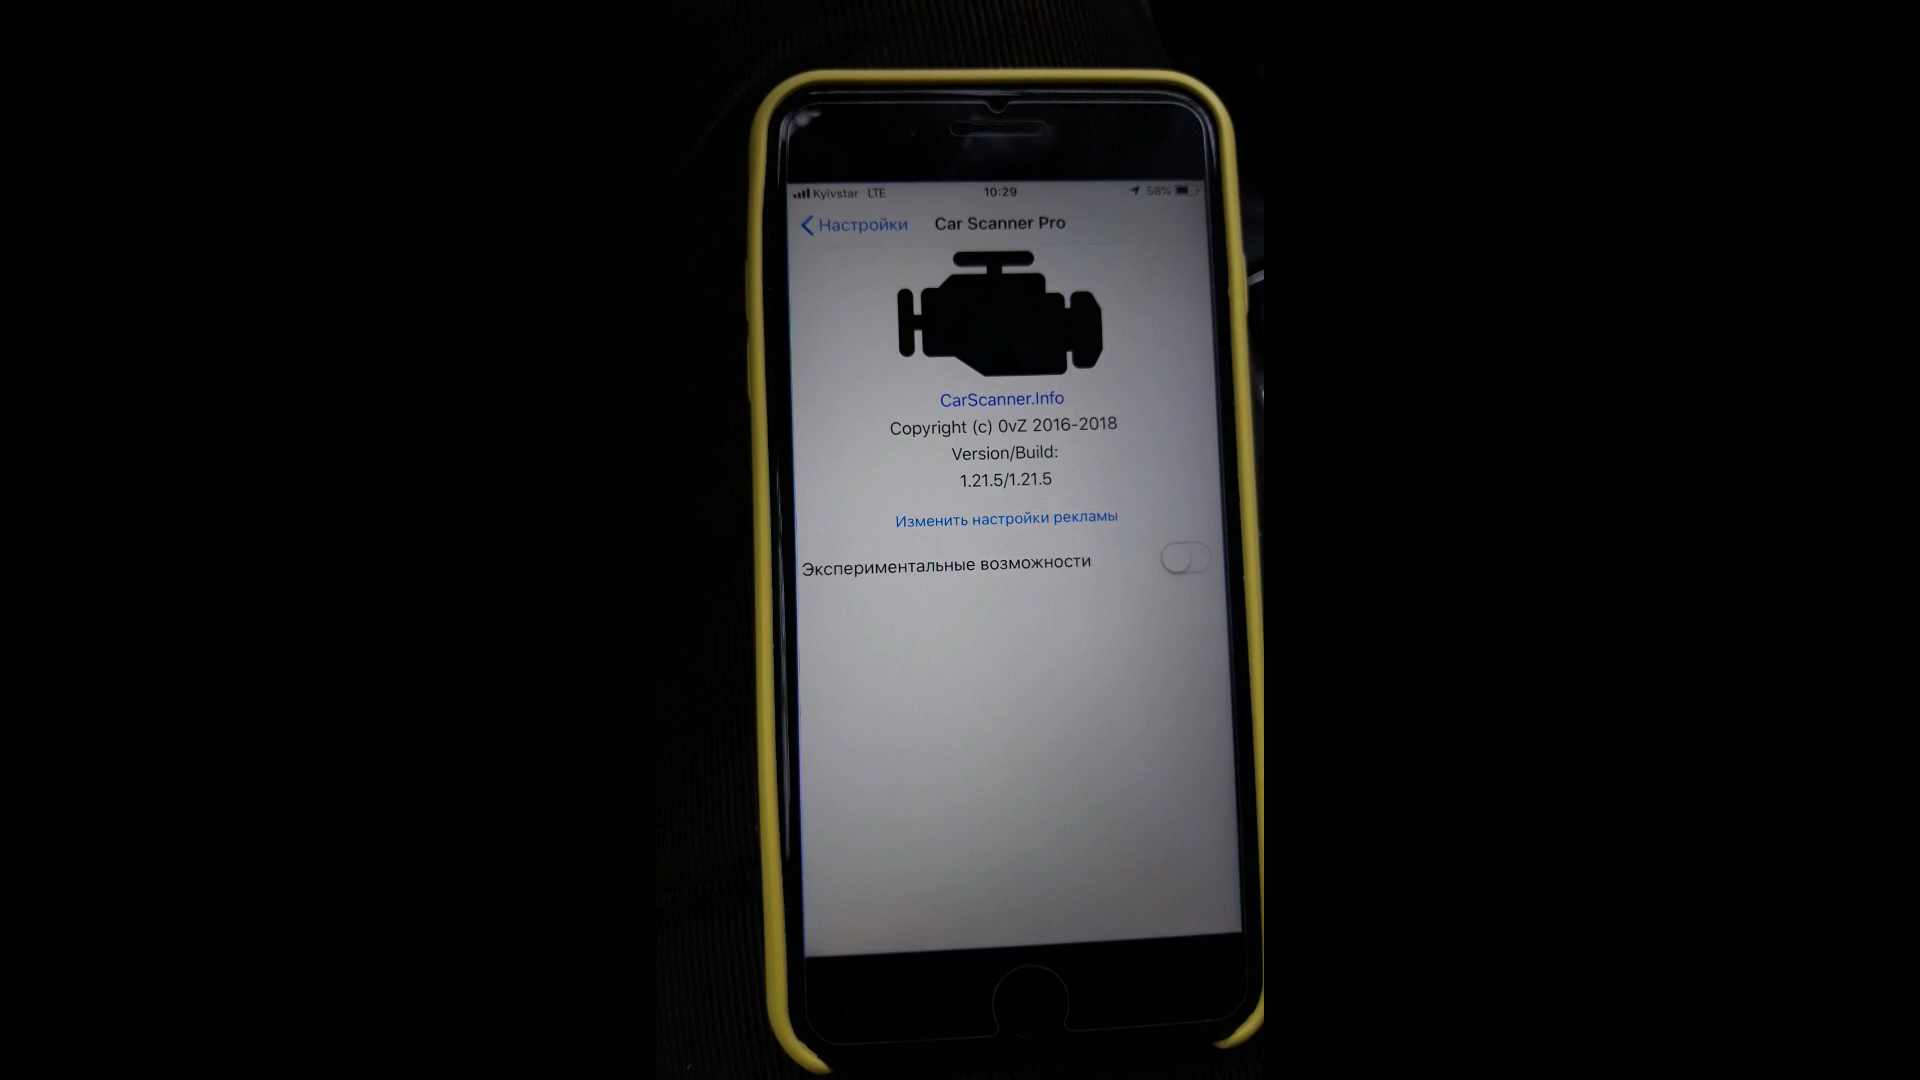 Kyivstar LTE 10:29 58%
Настройки Car Scanner Pro
CarScanner.Info
Copyright (c) 0vZ 2016-2018
Version/Build:
1.21.5/1.21.5
Изменить настройки рекламы
Экспериментальные возможности